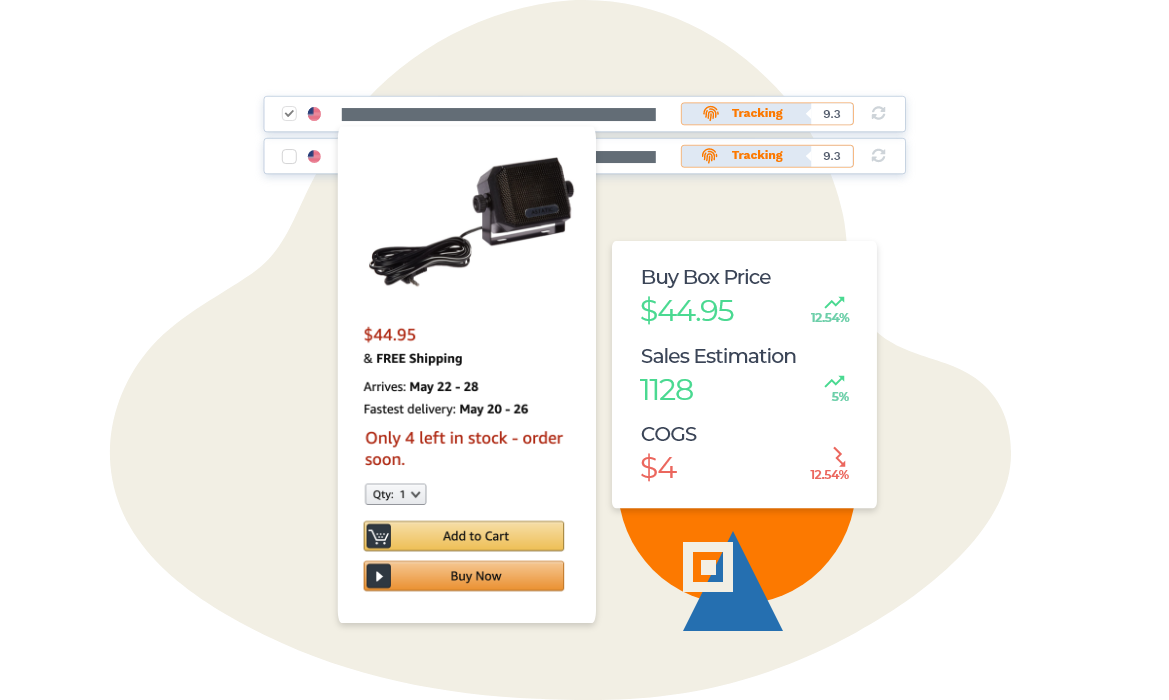 Tracking 9.3
Tracking 9.3
$44.95
& FREE Shipping
Arrives: May 22 - 28
Fastest delivery: May 20 - 26
Only 4 left in stock - order
soon.
Qty: 1
Add to Cart
Buy Now
Buy Box Price
$44.95
12.54%
Sales Estimation
1128
5%
COGS
$4
12.54%